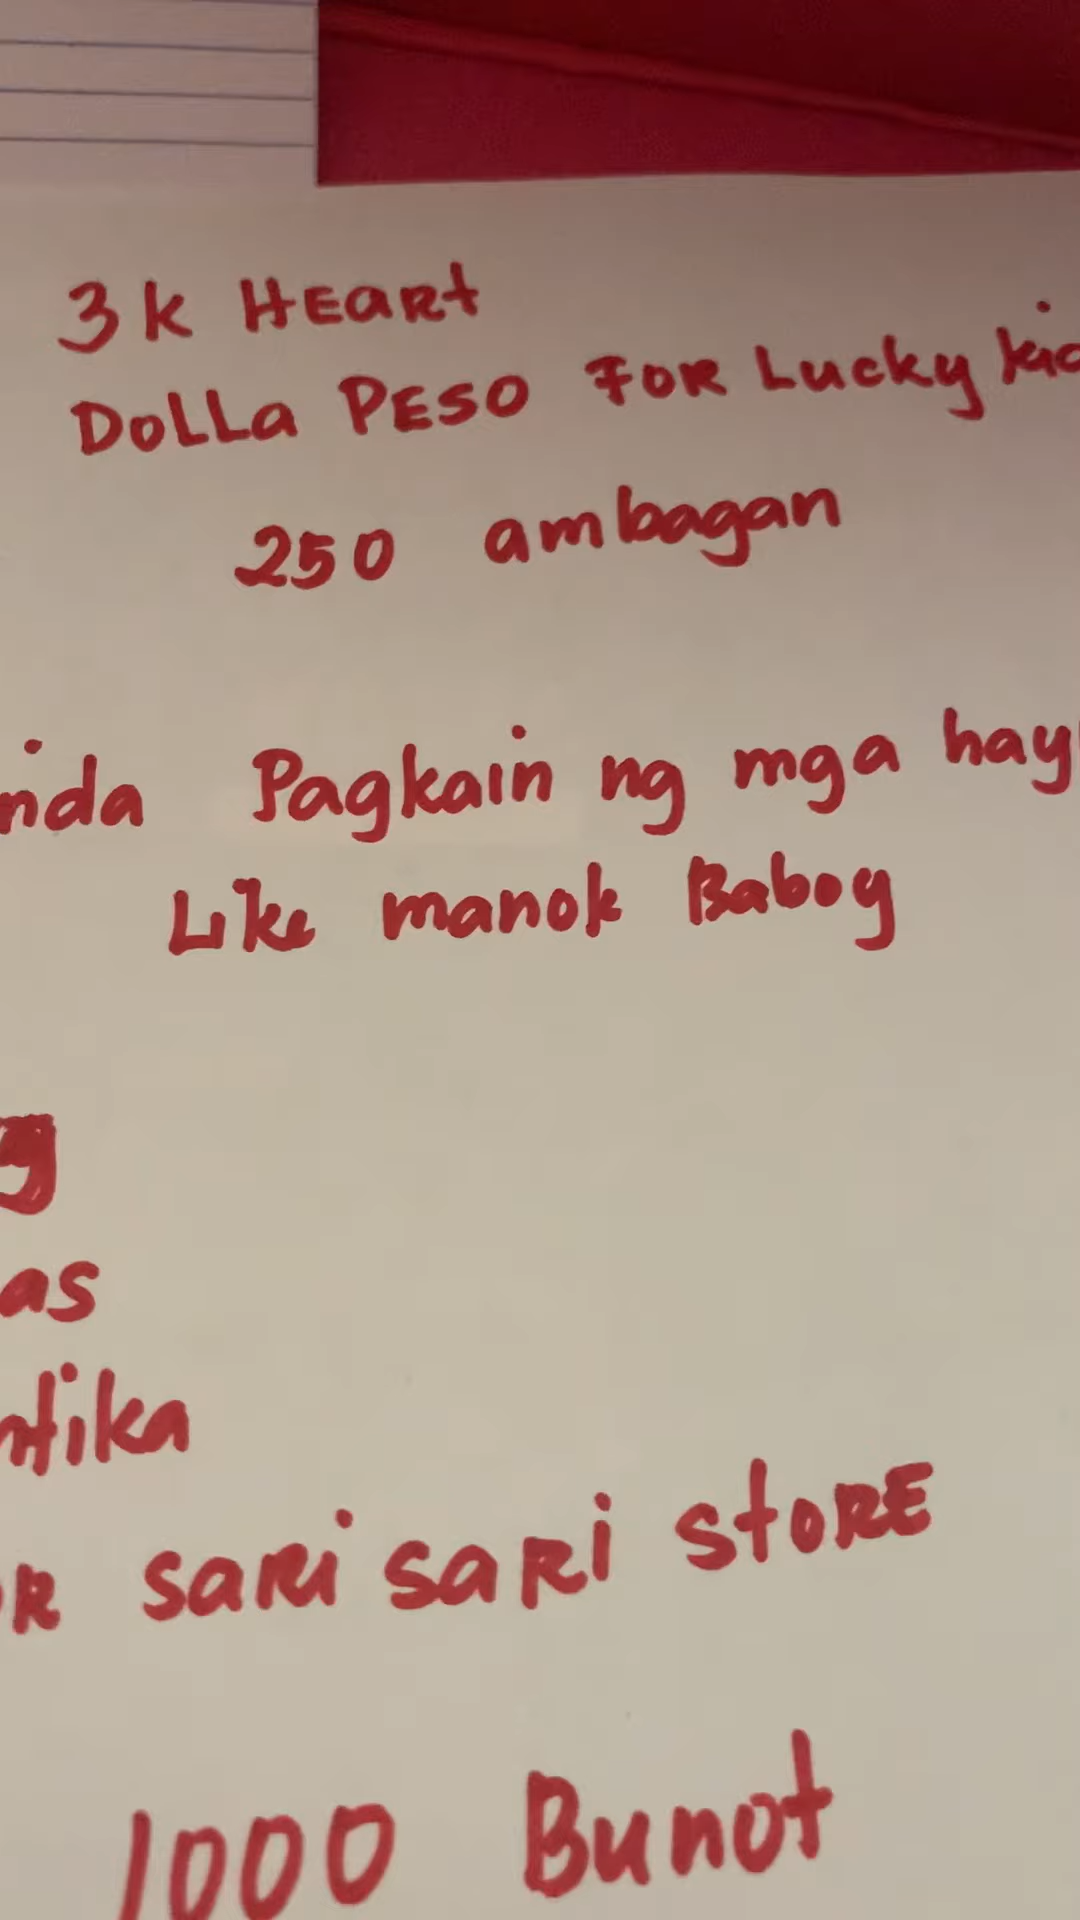 3k HEaRt
DoLLa PESO FOR Lucky
250 ambagan
Pagkain ng mga
Like manok Baboy
saRi saRi stoRE
1000 Bunot